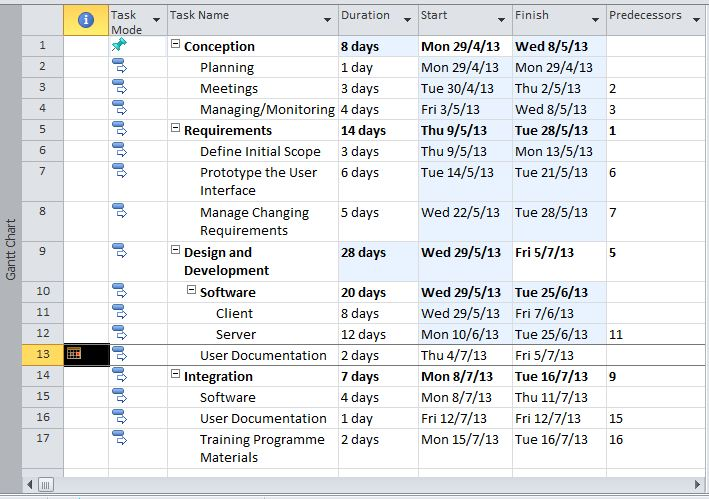 Task Mode Task Name Duration Start Finish Predecessors
1 Conception 8 days Mon 29/4/13 Wed 8/5/13
2 Planning 1 day Mon 29/4/13 Mon 29/4/13
3 Meetings 3 days Tue 30/4/13 Thu 2/5/13 2
4 Managing/Monitoring 4 days Fri 3/5/13 Wed 8/5/13 3
5 Requirements 14 days Thu 9/5/13 Tue 28/5/13 1
6 Define Initial Scope 3 days Thu 9/5/13 Mon 13/5/13
7 Prototype the User Interface 6 days Tue 14/5/13 Tue 21/5/13 6
8 Manage Changing Requirements 5 days Wed 22/5/13 Tue 28/5/13 7
9 Design and Development 28 days Wed 29/5/13 Fri 5/7/13 5
10 Software 20 days Wed 29/5/13 Tue 25/6/13
11 Client 8 days Wed 29/5/13 Fri 7/6/13
12 Server 12 days Mon 10/6/13 Tue 25/6/13 11
13 User Documentation 2 days Thu 4/7/13 Fri 5/7/13
14 Integration 7 days Mon 8/7/13 Tue 16/7/13 9
15 Software 4 days Mon 8/7/13 Thu 11/7/13
16 User Documentation 1 day Fri 12/7/13 Fri 12/7/13 15
17 Training Programme Materials 2 days Mon 15/7/13 Tue 16/7/13 16
Gantt Chart